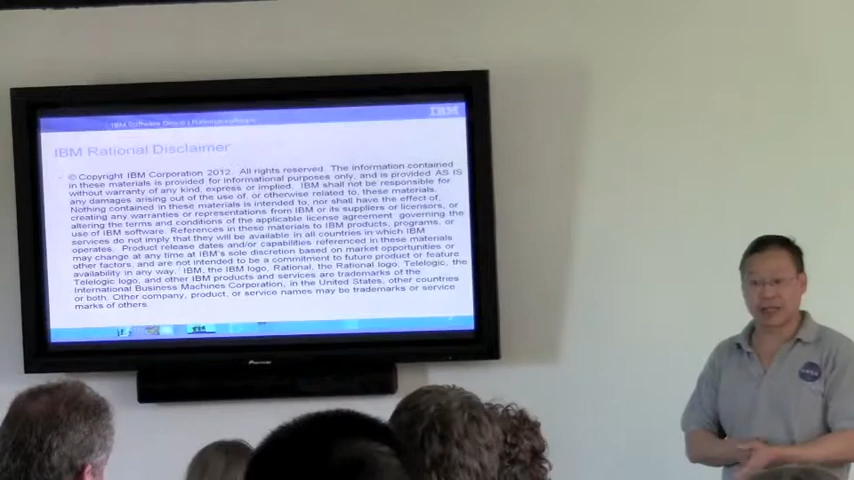 IBM Software Group | Rational software
IBM
IBM Rational Disclaimer
© Copyright IBM Corporation 2012. All rights reserved. The information contained
in these materials is provided for informational purposes only, and is provided AS IS
without warranty of any kind, express or implied. IBM shall not be responsible for
any damages arising out of the use of, or otherwise related to, these materials.
Nothing contained in these materials is intended to, nor shall have the effect of,
creating any warranties or representations from IBM or its suppliers or licensors, or
altering the terms and conditions of the applicable license agreement governing the
use of IBM software. References in these materials to IBM products, programs, or
services do not imply that they will be available in all countries in which IBM
operates. Product release dates and/or capabilities referenced in these materials
may change at any time at IBM's sole discretion based on market opportunities or
other factors, and are not intended to be a commitment to future product or feature
availability in any way. IBM, the IBM logo, Rational, the Rational logo, Telelogic, the
Telelogic logo, and other IBM products and services are trademarks of the
International Business Machines Corporation, in the United States, other countries
or both. Other company, product, or service names may be trademarks or service
marks of others.
Pioneer
NASA